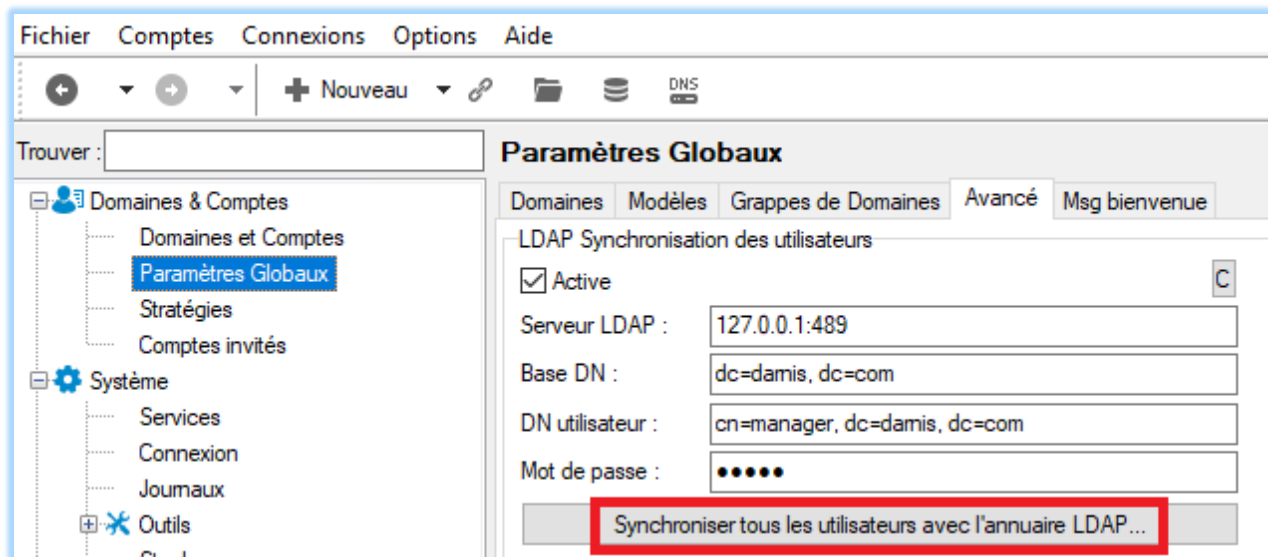 Fichier Comptes Connexions Options Aide
Nouveau DNS
Trouver :
Domaines & Comptes
Domaines et Comptes
Paramètres Globaux
Stratégies
Comptes invités
Système
Services
Connexion
Journaux
Outils
Paramètres Globaux
Domaines Modèles Grappes de Domaines Avancé Msg bienvenue
LDAP Synchronisation des utilisateurs
Active C
Serveur LDAP : 127.0.0.1:489
Base DN : dc=darnis, dc=com
DN utilisateur : cn=manager, dc=darnis, dc=com
Mot de passe : •••••
Synchroniser tous les utilisateurs avec l'annuaire LDAP...